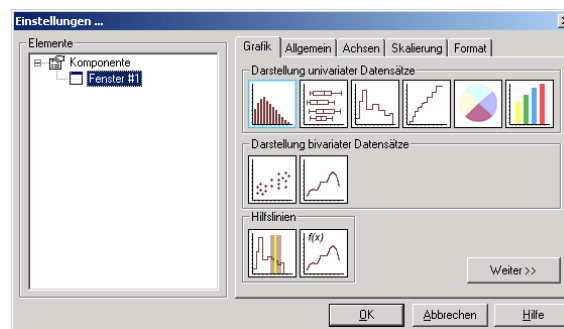 Einstellungen ...
Elemente
Komponente
Fenster #1
Grafik Allgemein Achsen Skalierung Format
Darstellung univariater Datensätze
Darstellung bivariater Datensätze
Hilfslinien
f(x)
Weiter >>
OK Abbrechen Hilfe